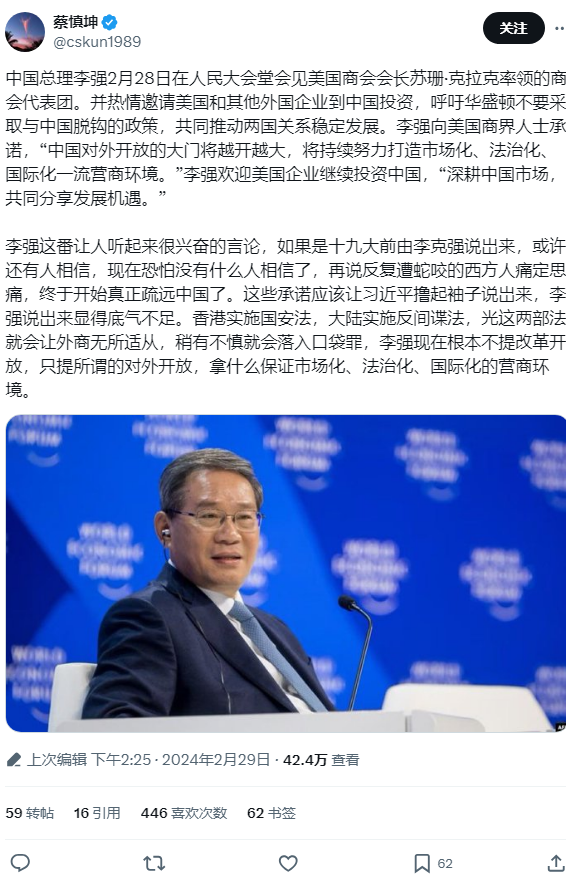 蔡慎坤
@cskun1989
关注
中国总理李强2月28日在人民大会堂会见美国商会会长苏珊·克拉克率领的商
会代表团。并热情邀请美国和其他外国企业到中国投资，呼吁华盛顿不要采
取与中国脱钩的政策，共同推动两国关系稳定发展。李强向美国商界人士承
诺，“中国对外开放的大门将越开越大，将持续努力打造市场化、法治化、
国际化一流营商环境。”李强欢迎美国企业继续投资中国，“深耕中国市场，
共同分享发展机遇。”
李强这番让人听起来很兴奋的言论，如果是十九大前由李克强说岀来，或许
还有人相信，现在恐怕没有什么人相信了，再说反复遭蛇咬的西方人痛定思
痛，终于开始真正疏远中国了。这些承诺应该让习近平撸起袖子说岀来，李
强说岀来显得底气不足。香港实施国安法，大陆实施反间谍法，光这两部法
就会让外商无所适从，稍有不慎就会落入口袋罪，李强现在根本不提改革开
放，只提所谓的对外开放，拿什么保证市场化、法治化、国际化的营商环
境。
WORLD
ECONOMIC
FORUM
上次编辑 下午2:25 · 2024年2月29日 · 42.4万 查看
59 转帖 16 引用 446 喜欢次数 62 书签
62